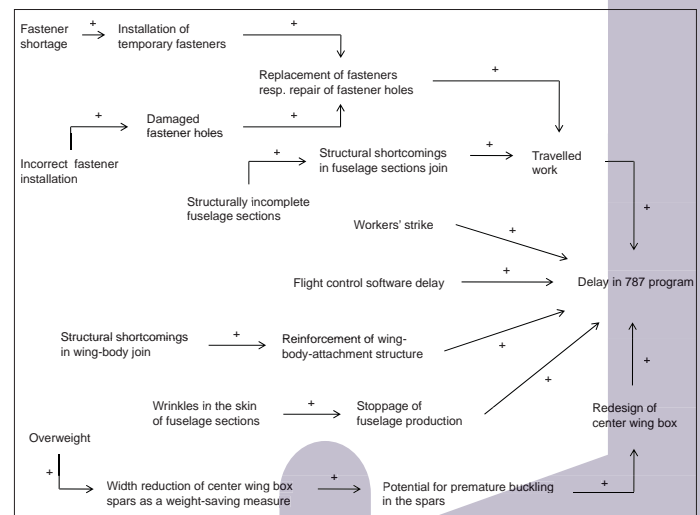 Fastener
shortage
+
Installation of
temporary fasteners
+
Replacement of fasteners
resp. repair of fastener holes
+
+
Damaged
fastener holes
+
Incorrect fastener
installation
+
Structural shortcomings
in fuselage sections join
+
Travelled
work
+
Structurally incomplete
fuselage sections
Workers' strike
+
Flight control software delay
+
Delay in 787 program
Structural shortcomings
in wing-body join
+
Reinforcement of wing-
body-attachment structure
+
Wrinkles in the skin
of fuselage sections
+
Stoppage of
fuselage production
+
Redesign of
center wing box
+
Overweight
+
Width reduction of center wing box
spars as a weight-saving measure
+
Potential for premature buckling
in the spars
+